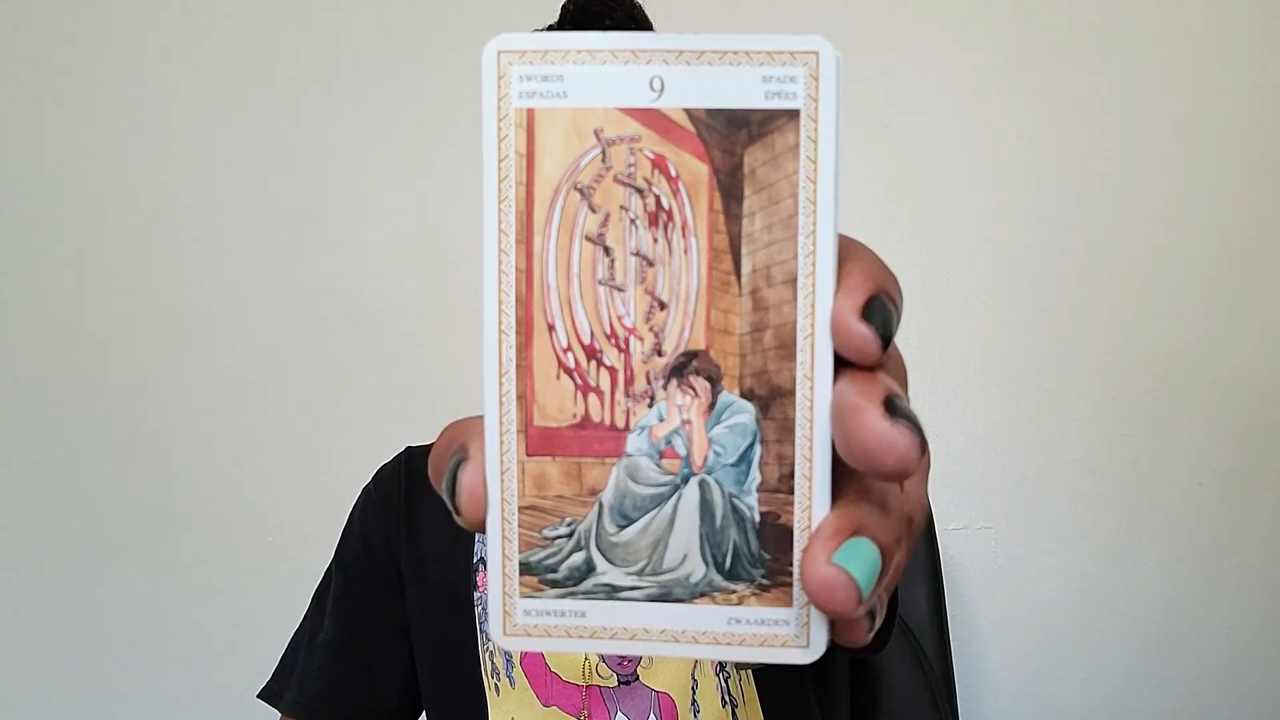 SWORDS
ESPADAS
9
SPADE
ÉPÉES
SCHWERTER
ZWAARDEN